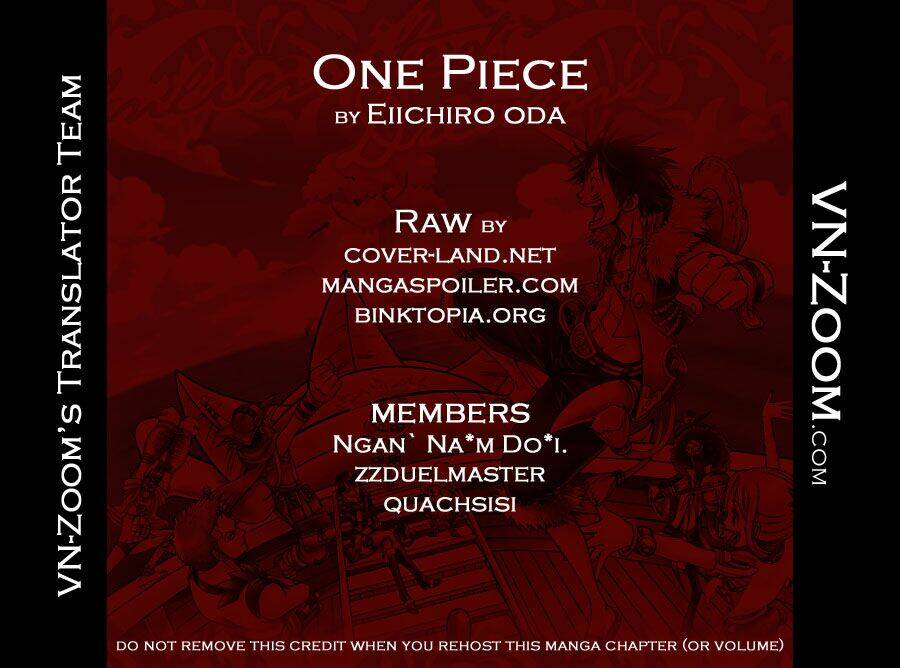 One Piece
by Eiichiro Oda
Raw by
cover-land.net
mangaspoiler.com
binktopia.org
Members
Ngan` Na*m Do*i.
zzduelmaster
quachsisi
do not remove this credit when you rehost this manga chapter (or volume)
VN-Zoom's Translator Team
VN-Zoom.com